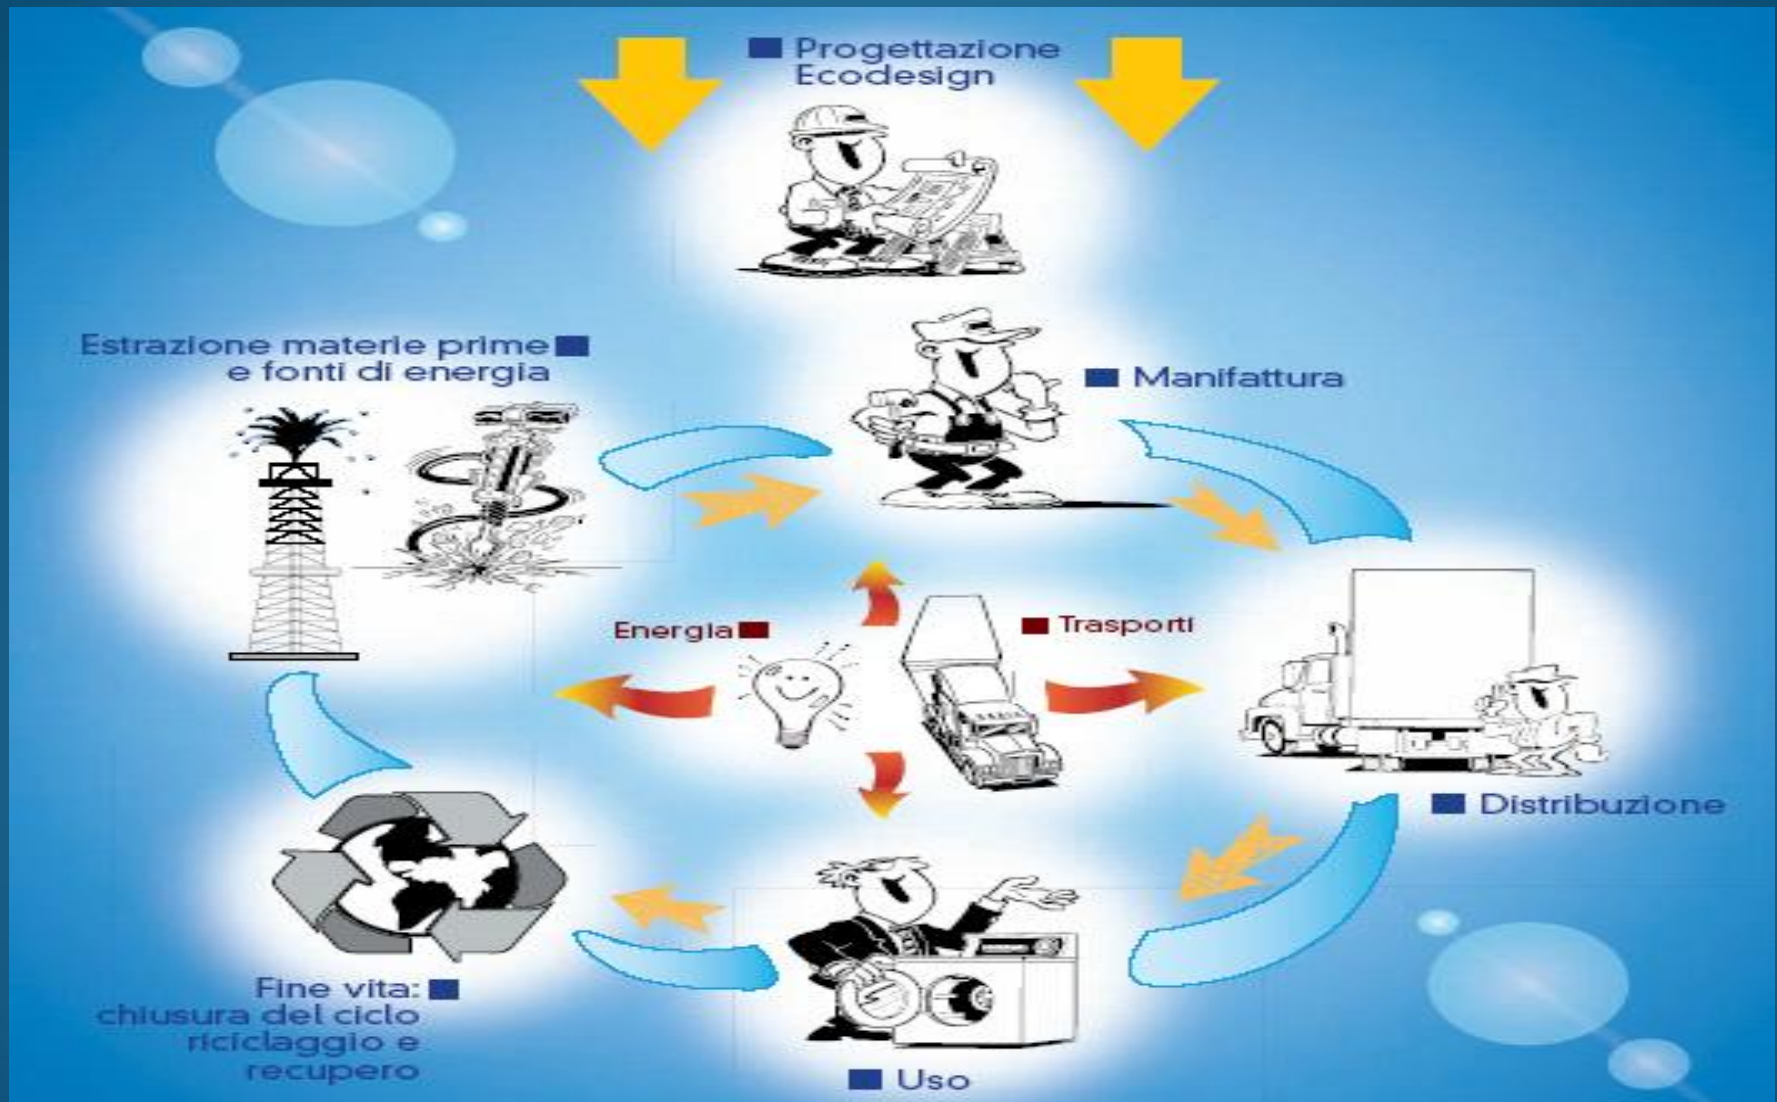 Progettazione
Ecodesign
Estrazione materie prime
e fonti di energia
Manifattura
Energia
Trasporti
Distribuzione
Fine vita:
chiusura del ciclo
riciclaggio e
recupero
Uso